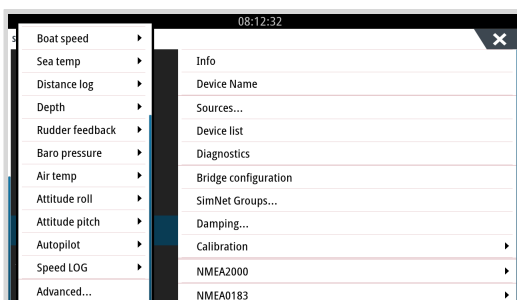 08:12:32
s
Boat speed
Sea temp
Distance log
Depth
Rudder feedback
Baro pressure
Air temp
Attitude roll
Attitude pitch
Autopilot
Speed LOG
Advanced...
Info
Device Name
Sources...
Device list
Diagnostics
Bridge configuration
SimNet Groups...
Damping...
Calibration
NMEA2000
NMEA0183